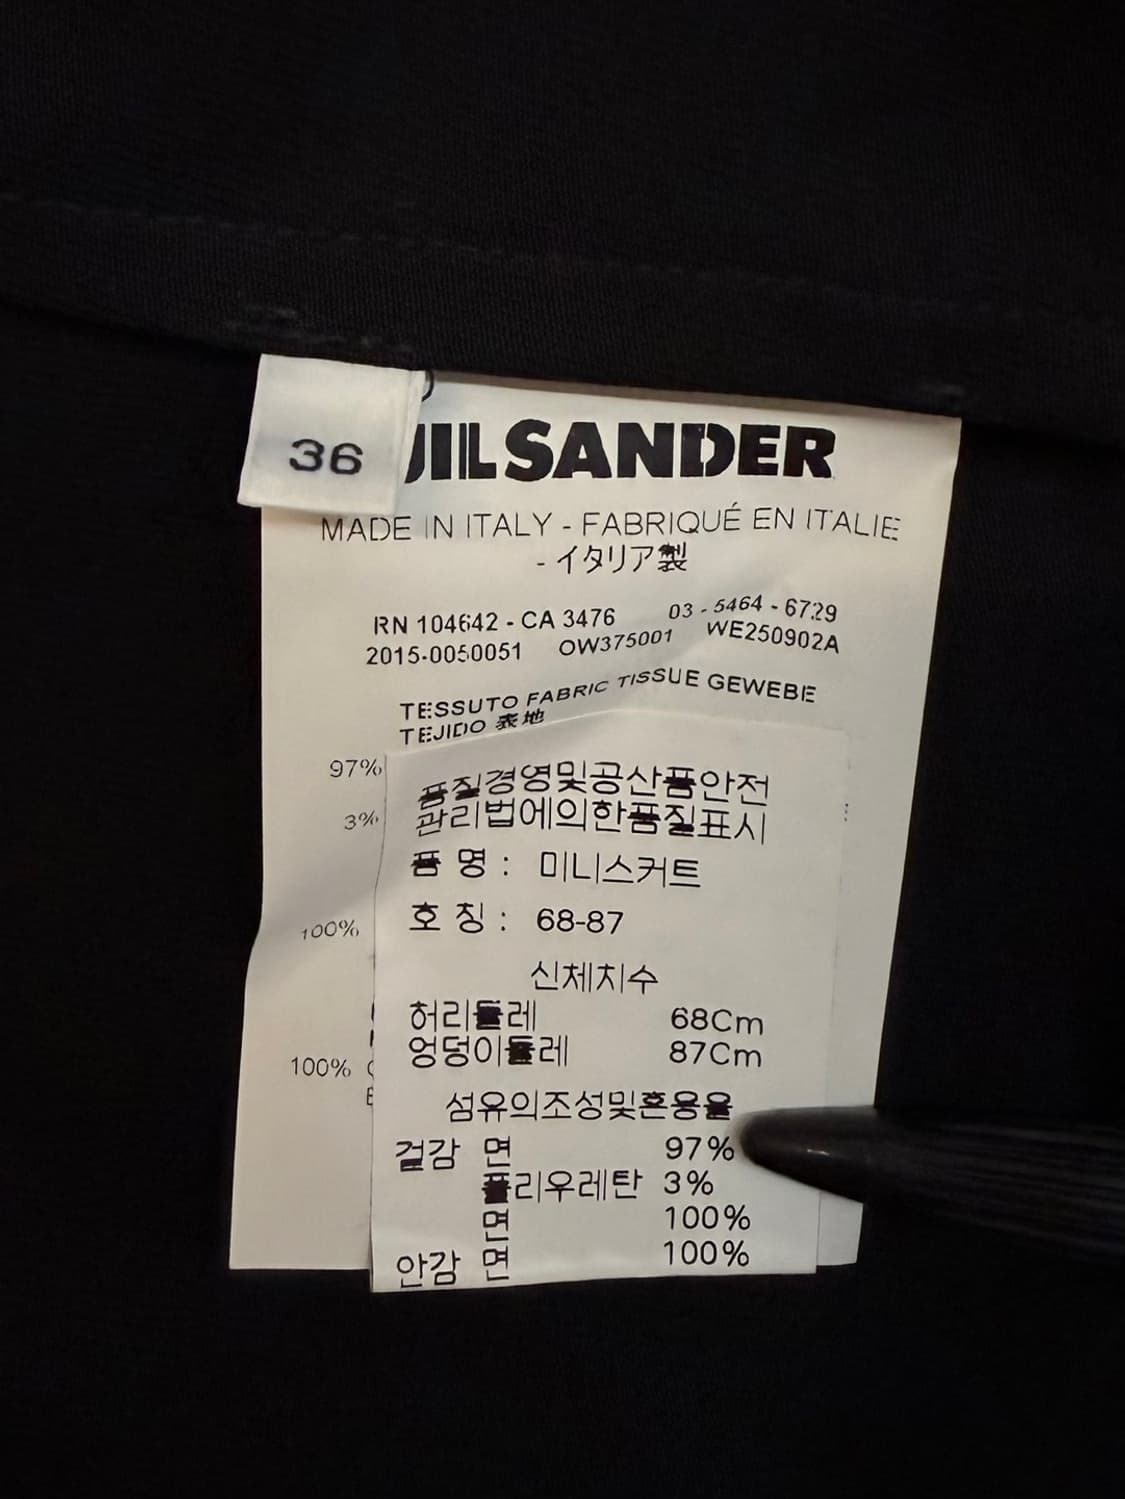 36
JIL SANDER
MADE IN ITALY - FABRIQUÉ EN ITALIE
- イタリア製
RN 104642 - CA 3476 03 - 5464 - 6729
2015-0050051 OW375001 WE250902A
TESSUTO FABRIC TISSUE GEWEBE
TEJIDO 表地
97%
3%
100%
100%
품질경영및공산품안전
관리법에의한품질표시
품 명 : 미니스커트
호 칭 : 68-87
신체치수
허리둘레 68Cm
엉덩이둘레 87Cm
섬유의조성및혼용율
겉감 면 97%
폴리우레탄 3%
면 100%
안감 면 100%